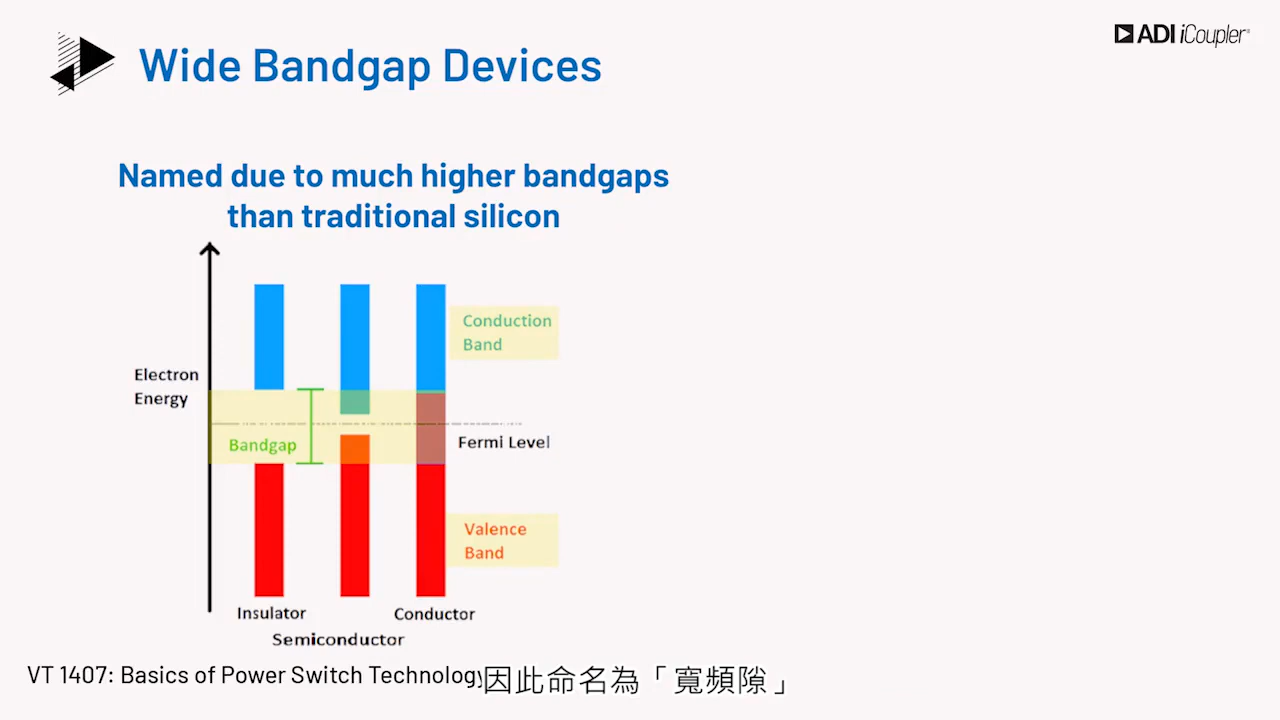 Wide Bandgap Devices
ADI iCoupler®
Named due to much higher bandgaps
than traditional silicon
Conduction
Band
Electron
Energy
Bandgap
Fermi Level
Valence
Band
Insulator
Conductor
Semiconductor
VT 1407: Basics of Power Switch Technology
因此命名為「寬頻隙」